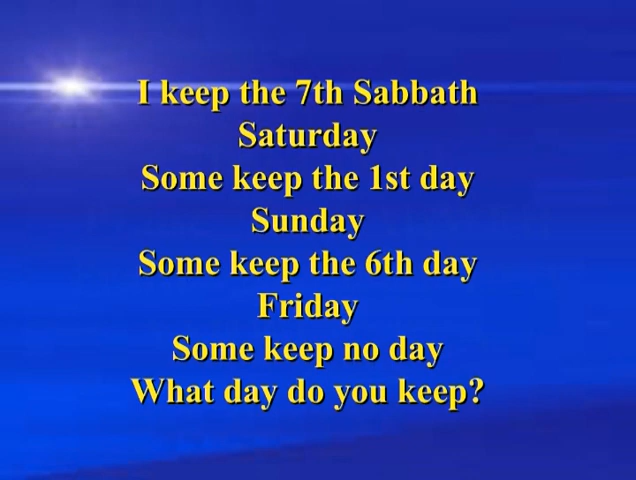 I keep the 7th Sabbath
Saturday
Some keep the 1st day
Sunday
Some keep the 6th day
Friday
Some keep no day
What day do you keep?